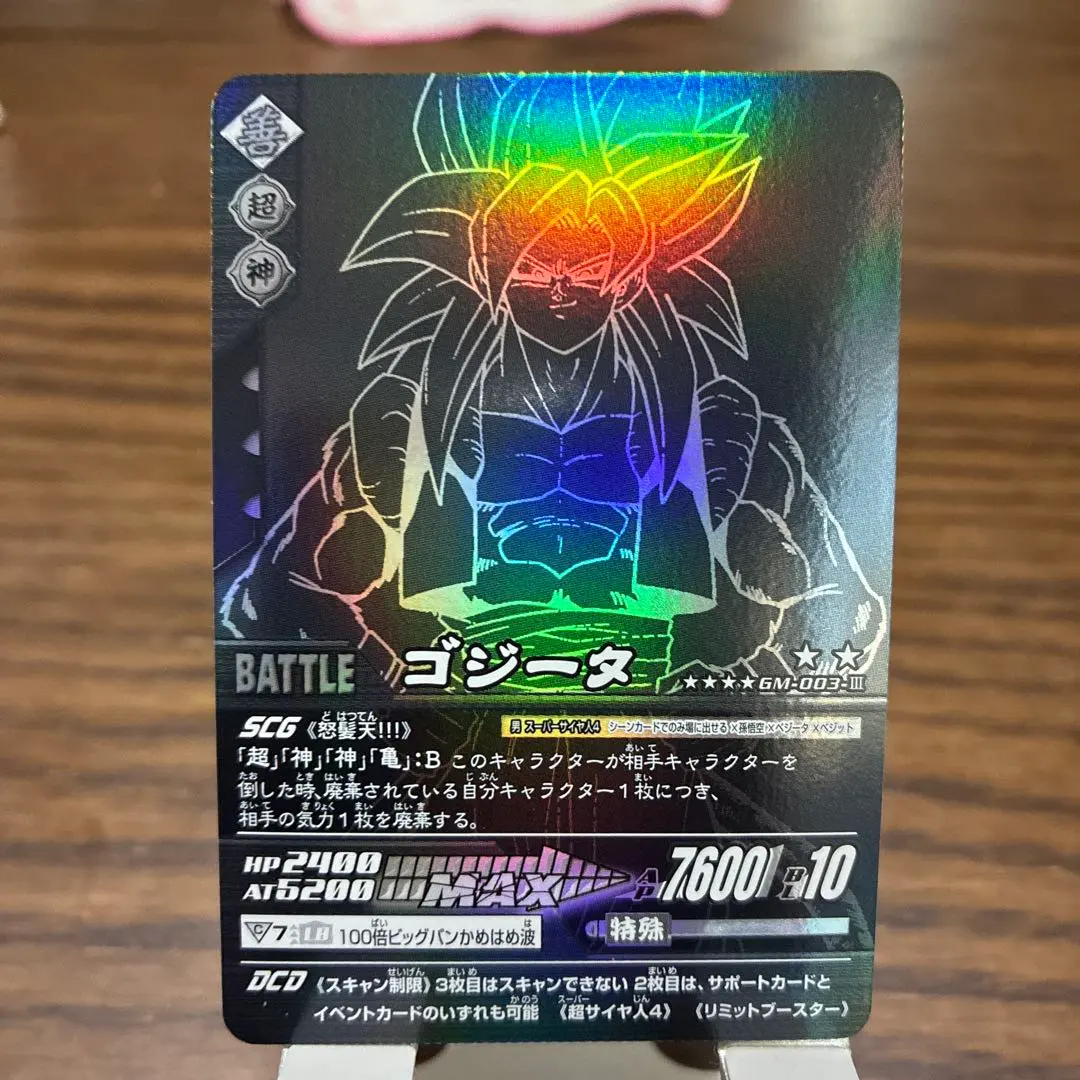 善
超
神
BATTLE ゴジータ ★★
★★★★GM-003-III
SCG 《怒髪天!!!》 男 スーパーサイヤ人4 シーンカードでのみ場に出せる ×孫悟空 ×ベジータ ×ベジット
「超」「神」「神」「亀」:B このキャラクターが相手キャラクターを
倒した時、廃棄されている自分キャラクター1枚につき、
相手の気力1枚を廃棄する。
HP2400 MAX AP7600 10
AT5200
C7 LB 100倍ビッグバンかめはめ波 特殊
DCD 《スキャン制限》3枚目はスキャンできない 2枚目は、サポートカードと
イベントカードのいずれも可能 《超サイヤ人4》 《リミットブースター》